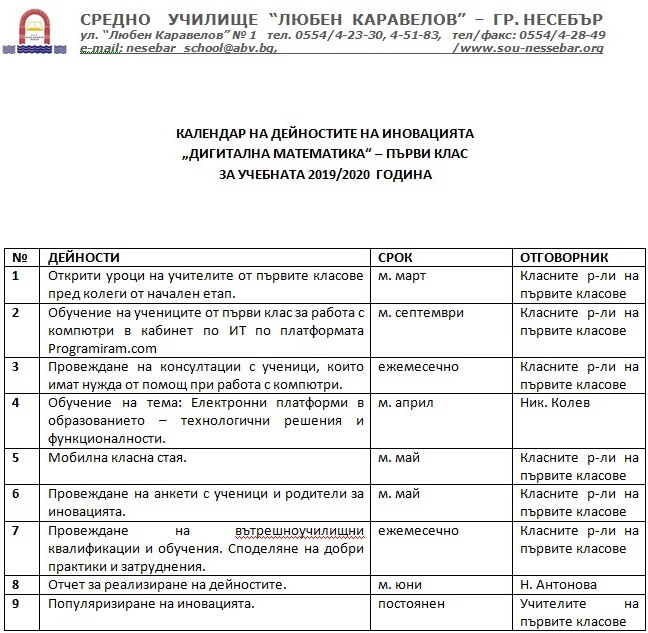 СРЕДНО УЧИЛИЩЕ “ЛЮБЕН КАРАВЕЛОВ” – ГР. НЕСЕБЪР
ул. “Любен Каравелов” № 1 тел. 0554/4-23-30, 4-51-83, тел/факс: 0554/4-28-49
e-mail: nesebar_school@abv.bg, /www.sou-nessebar.org
КАЛЕНДАР НА ДЕЙНОСТИТЕ НА ИНОВАЦИЯТА
„ДИГИТАЛНА МАТЕМАТИКА“ – ПЪРВИ КЛАС
ЗА УЧЕБНАТА 2019/2020 ГОДИНА
№ ДЕЙНОСТИ СРОК ОТГОВОРНИК
1 Открити уроци на учителите от първите класове м. март Класните р-ли на
пред колеги от начален етап. първите класове
2 Обучение на учениците от първи клас за работа с м. септември Класните р-ли на
компютри в кабинет по ИТ по платформата първите класове
Programiram.com
3 Провеждане на консултации с ученици, които ежемесечно Класните р-ли на
имат нужда от помощ при работа с компютри. първите класове
4 Обучение на тема: Електронни платформи в м. април Ник. Колев
образованието – технологични решения и
функционалности.
5 Мобилна класна стая. м. май Класните р-ли на
първите класове
6 Провеждане на анкети с ученици и родители за м. май Класните р-ли на
иновацията. първите класове
7 Провеждане на вътрешноучилищни ежемесечно Класните р-ли на
квалификации и обучения. Споделяне на добри първите класове
практики и затруднения.
8 Отчет за реализиране на дейностите. м. юни Н. Антонова
9 Популяризиране на иновацията. постоянен Учителите на
първите класове